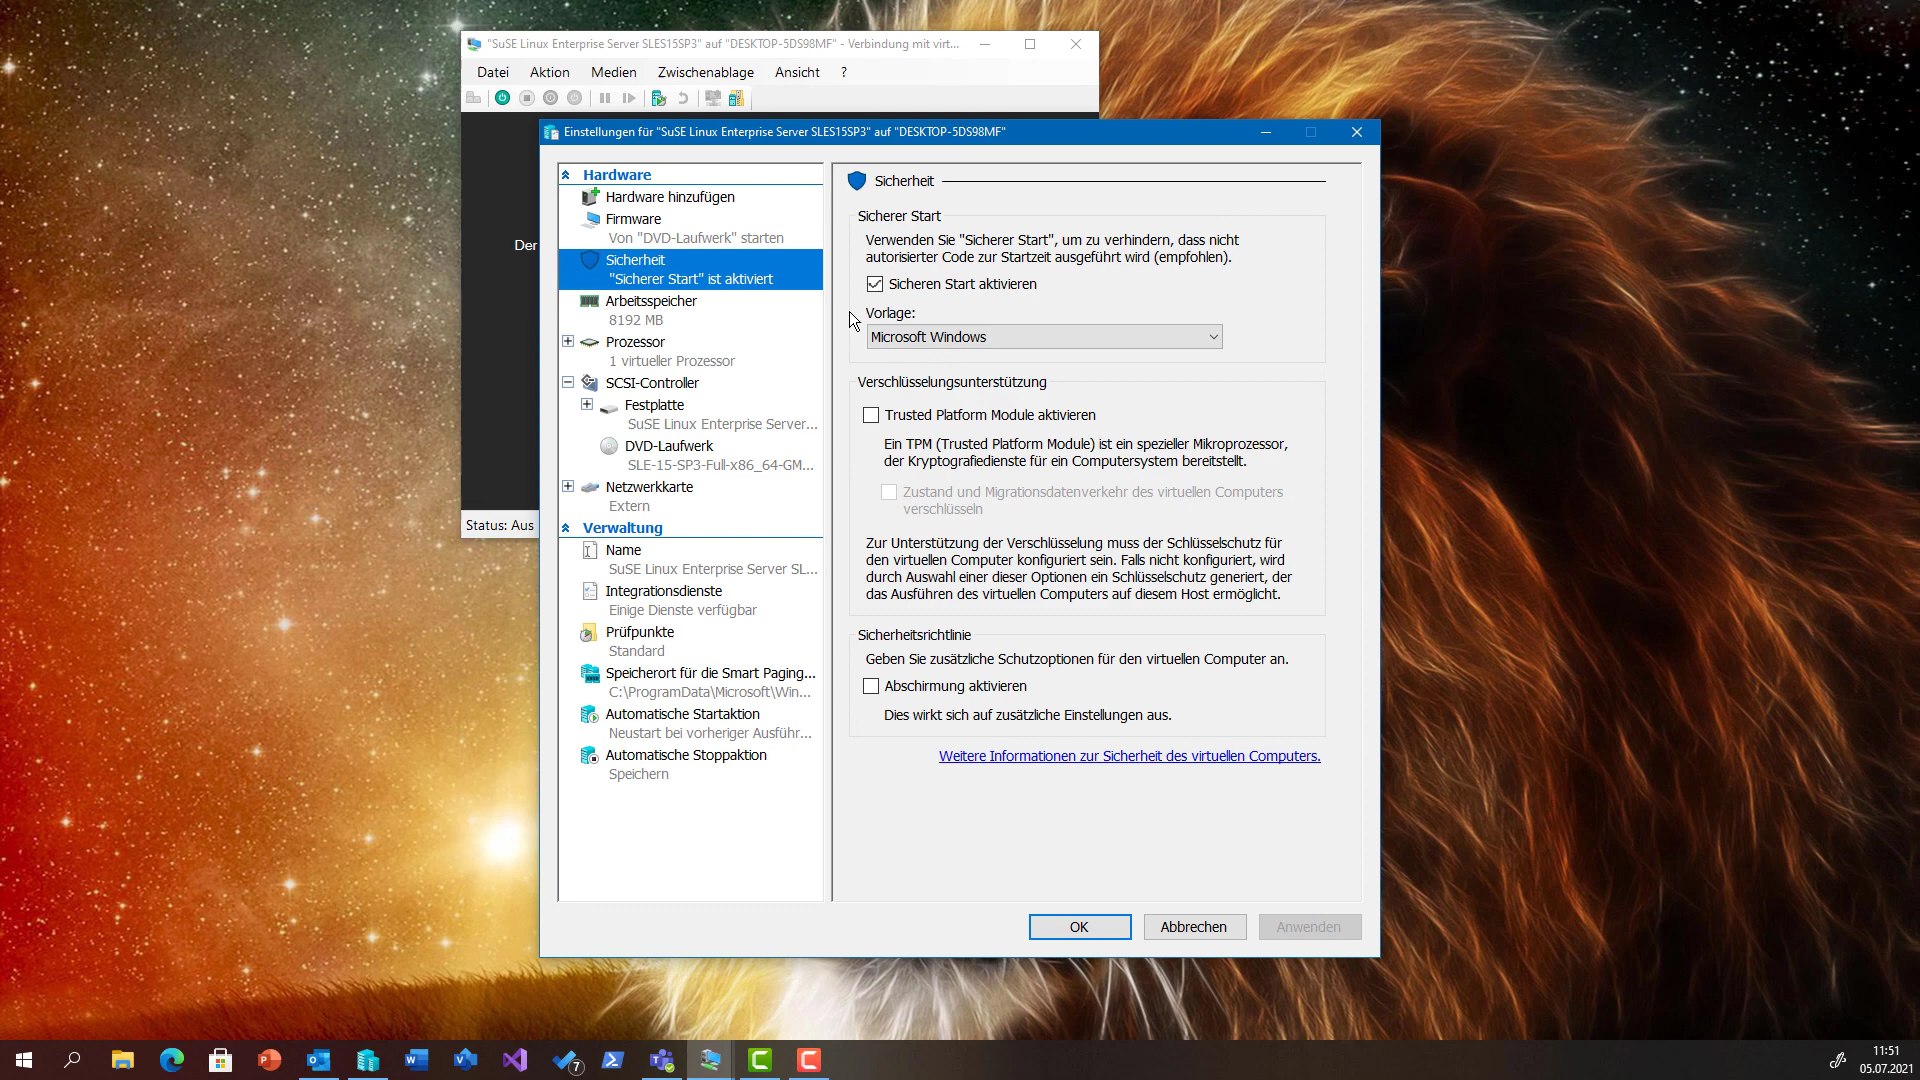 "SuSE Linux Enterprise Server SLES15SP3" auf "DESKTOP-5DS98MF" - Verbindung mit virt...
Datei Aktion Medien Zwischenablage Ansicht ?
Einstellungen für "SuSE Linux Enterprise Server SLES15SP3" auf "DESKTOP-5DS98MF"
Der
Status: Aus
Hardware
Hardware hinzufügen
Firmware
Von "DVD-Laufwerk" starten
Sicherheit
"Sicherer Start" ist aktiviert
Arbeitsspeicher
8192 MB
Prozessor
1 virtueller Prozessor
SCSI-Controller
Festplatte
SuSE Linux Enterprise Server...
DVD-Laufwerk
SLE-15-SP3-Full-x86_64-GM...
Netzwerkkarte
Extern
Verwaltung
Name
SuSE Linux Enterprise Server SL...
Integrationsdienste
Einige Dienste verfügbar
Prüfpunkte
Standard
Speicherort für die Smart Paging...
C:\ProgramData\Microsoft\Win...
Automatische Startaktion
Neustart bei vorheriger Ausführ...
Automatische Stoppaktion
Speichern
Sicherheit
Sicherer Start
Verwenden Sie "Sicherer Start", um zu verhindern, dass nicht
autorisierter Code zur Startzeit ausgeführt wird (empfohlen).
Sicheren Start aktivieren
Vorlage:
Microsoft Windows
Verschlüsselungsunterstützung
Trusted Platform Module aktivieren
Ein TPM (Trusted Platform Module) ist ein spezieller Mikroprozessor,
der Kryptografiedienste für ein Computersystem bereitstellt.
Zustand und Migrationsdatenverkehr des virtuellen Computers
verschlüsseln
Zur Unterstützung der Verschlüsselung muss der Schlüsselschutz für
den virtuellen Computer konfiguriert sein. Falls nicht konfiguriert, wird
durch Auswahl einer dieser Optionen ein Schlüsselschutz generiert, der
das Ausführen des virtuellen Computers auf diesem Host ermöglicht.
Sicherheitsrichtlinie
Geben Sie zusätzliche Schutzoptionen für den virtuellen Computer an.
Abschirmung aktivieren
Dies wirkt sich auf zusätzliche Einstellungen aus.
Weitere Informationen zur Sicherheit des virtuellen Computers.
OK Abbrechen Anwenden
7
11:51
05.07.2021